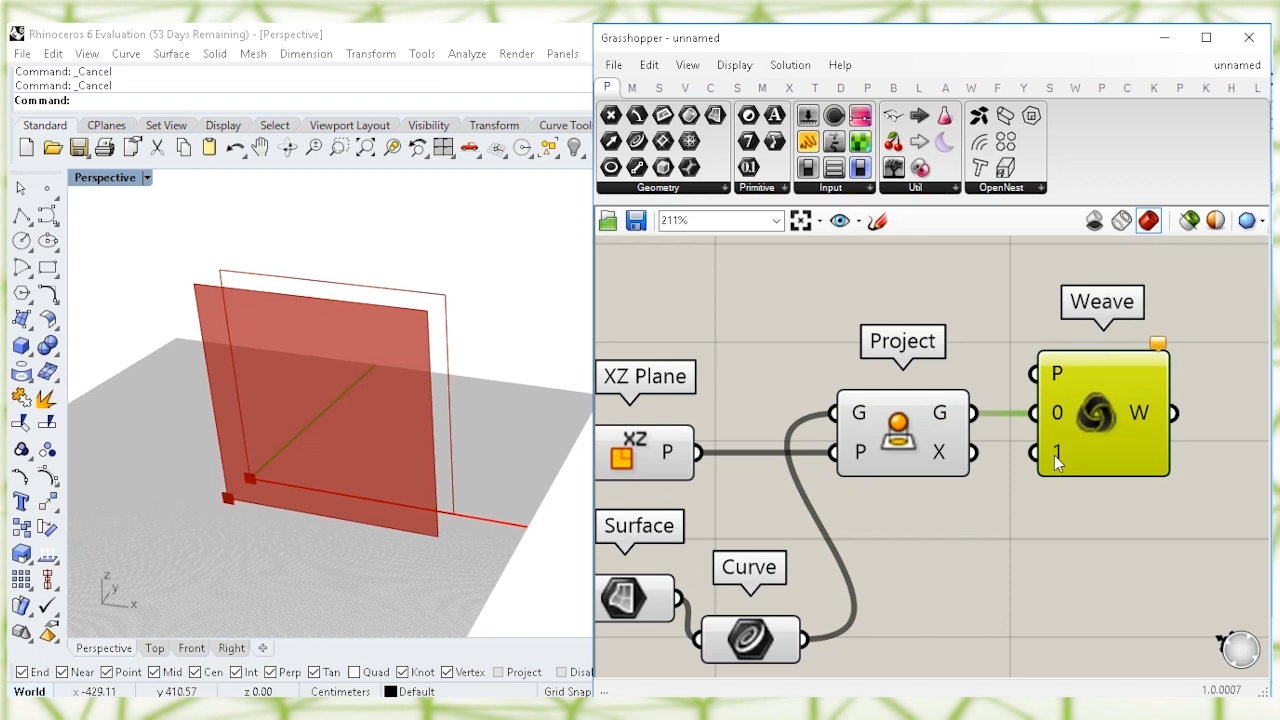 Rhinoceros 6 Evaluation (53 Days Remaining) - [Perspective]
File Edit View Curve Surface Solid Mesh Dimension Transform Tools Analyze Render Panels
Command: _Cancel
Command: _Cancel
Command:
Standard CPlanes Set View Display Select Viewport Layout Visibility Transform Curve Tool
Perspective
z
y
x
Perspective Top Front Right
End Near Point Mid Cen Int Perp Tan Quad Knot Vertex Project Disal
World x -429.11 y 410.57 z 0.00 Centimeters Default Grid Snap
Grasshopper - unnamed
File Edit View Display Solution Help unnamed
P M S V C S M X T D P B L A W F Y S W P C K P K H L
Geometry Primitive Input Util OpenNest
211%
Weave
Project
XZ Plane
P
G G 0 W
XZ P P X 1
Surface
Curve
... 1.0.0007